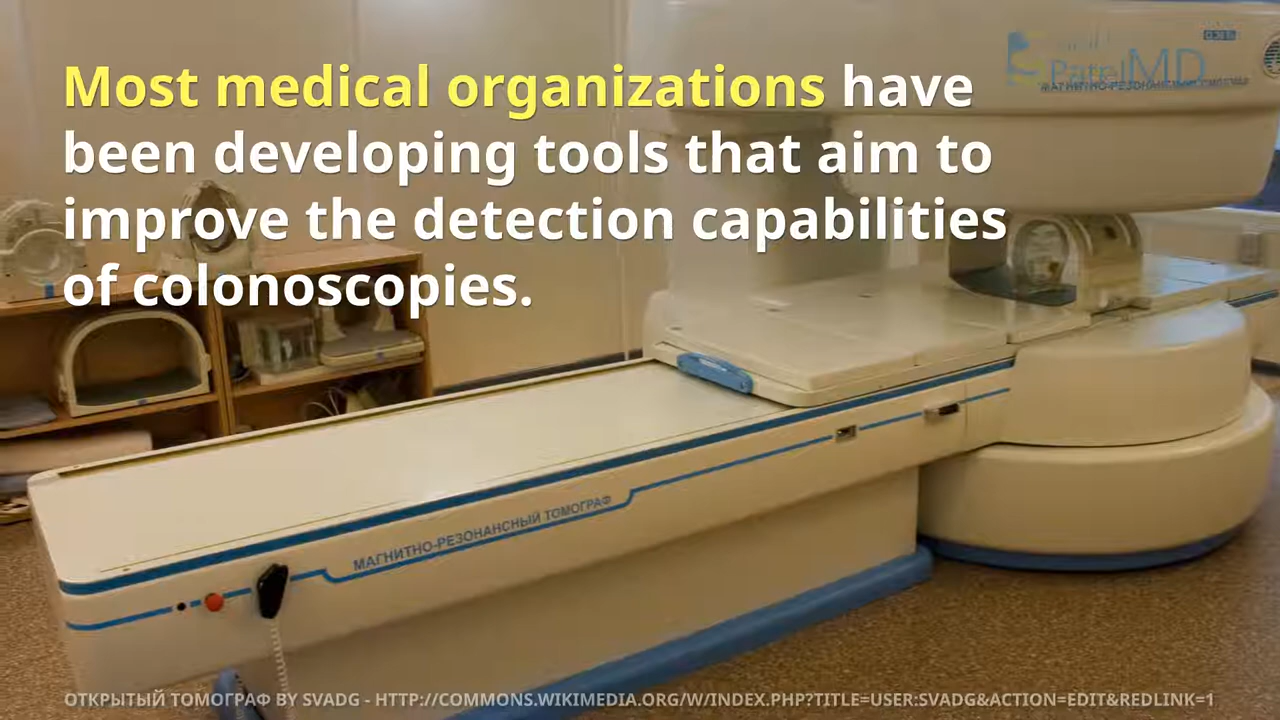 Most medical organizations have
been developing tools that aim to
improve the detection capabilities
of colonoscopies.
PatelMD
МАГНИТНО-РЕЗОНАНСНЫЙ ТОМОГРАФ
ОТКРЫТЫЙ ТОМОГРАФ BY SVADG - HTTP://COMMONS.WIKIMEDIA.ORG/W/INDEX.PHP?TITLE=USER:SVADG&ACTION=EDIT&REDLINK=1